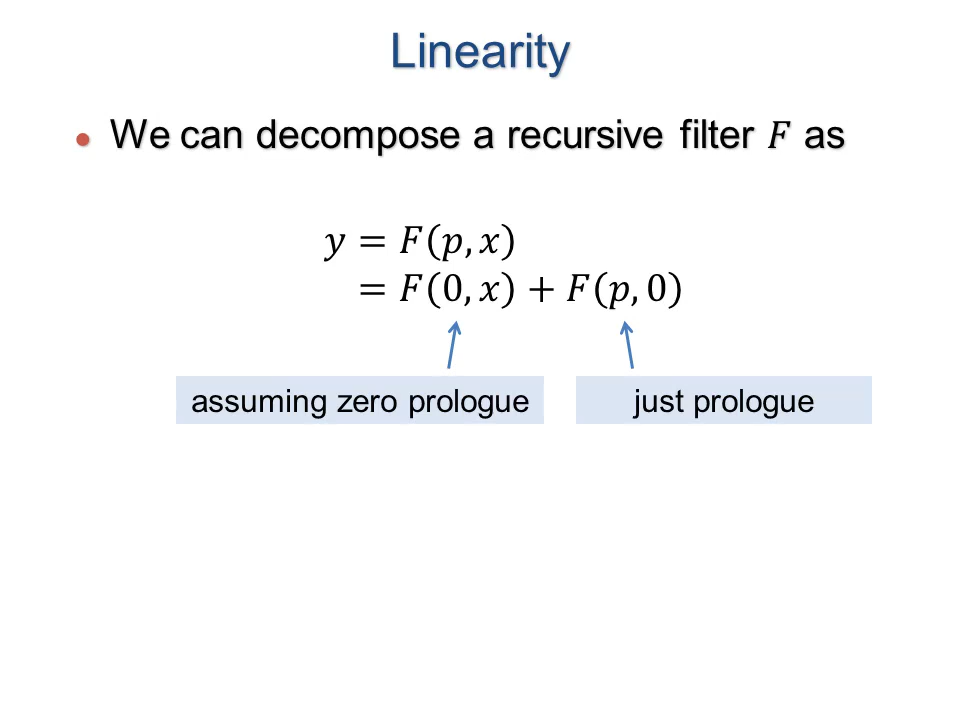 Linearity
● We can decompose a recursive filter 𝐹 as
𝑦 = 𝐹(𝑝, 𝑥)
= 𝐹(0, 𝑥) + 𝐹(𝑝, 0)
assuming zero prologue
just prologue